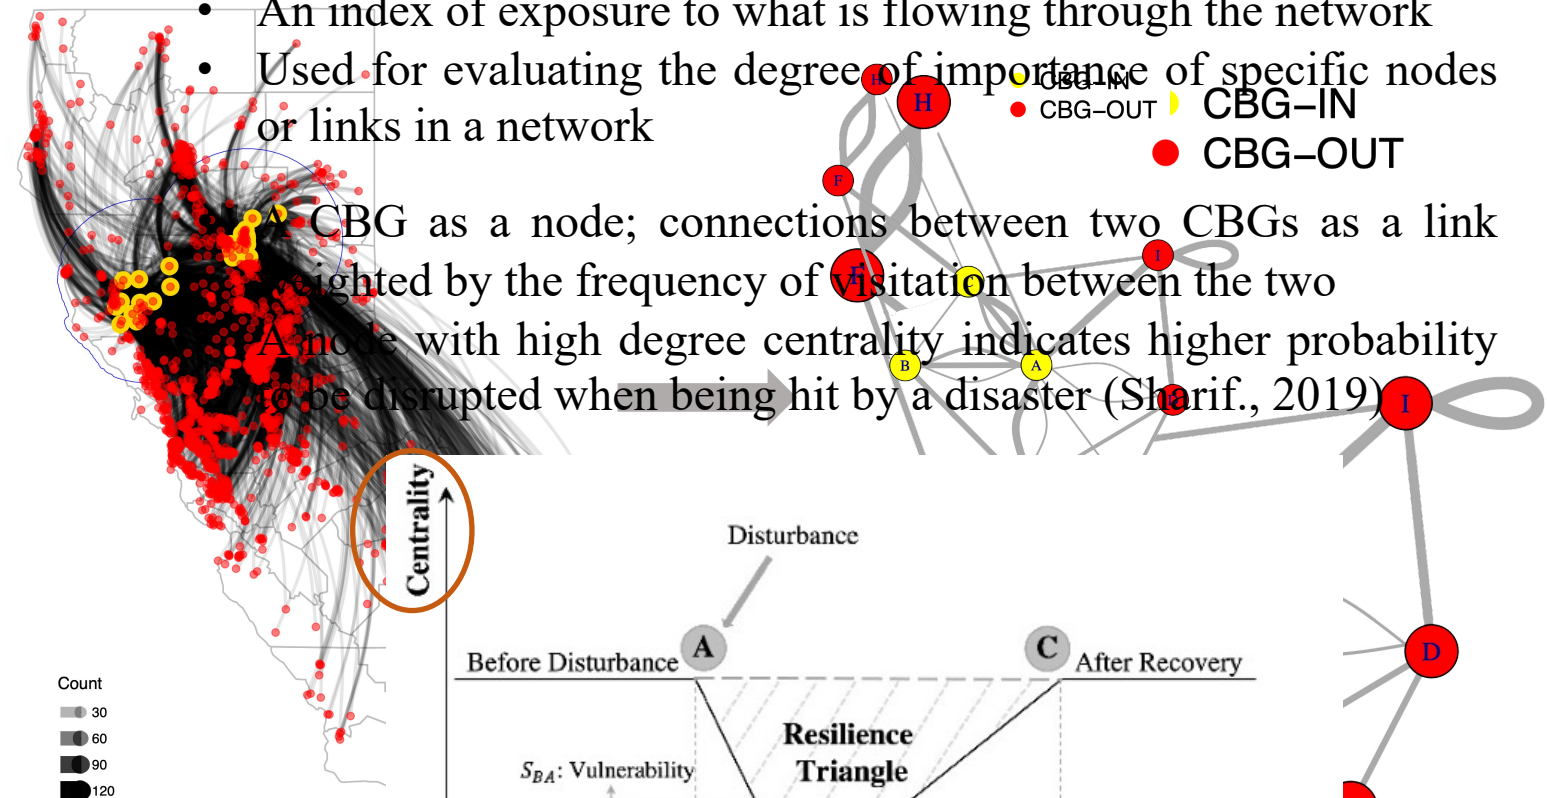 An index of exposure to what is flowing through the network
Used for evaluating the degree of importance of specific nodes
or links in a network
CBG-IN
CBG-OUT
CBG–IN
CBG–OUT
H
H
F
A CBG as a node; connections between two CBGs as a link
weighted by the frequency of visitation between the two
A node with high degree centrality indicates higher probability
to be disrupted when being hit by a disaster (Sharif., 2019)
I
B
A
I
D
Centrality
Disturbance
A
C
Before Disturbance
After Recovery
Resilience
Triangle
S_BA: Vulnerability
Count
30
60
90
120